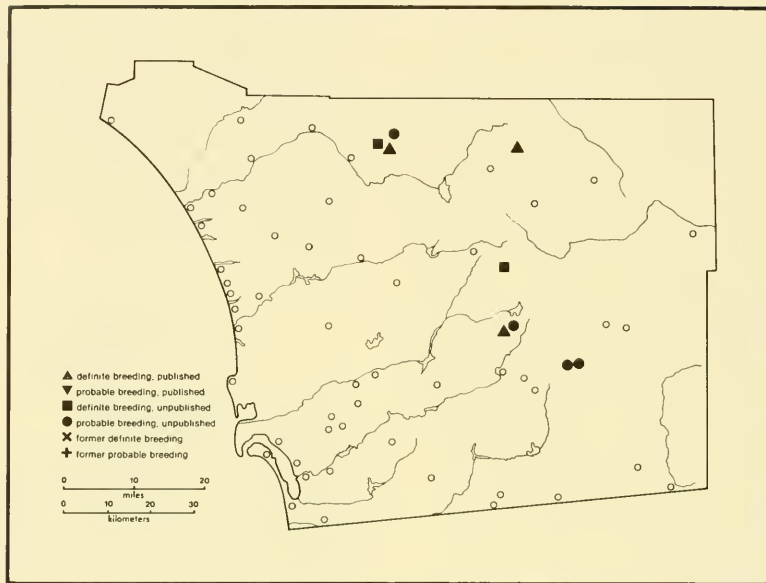 definite breeding, published
probable breeding, published
definite breeding, unpublished
probable breeding, unpublished
former definite breeding
former probable breeding
0 10 20
miles
0 10 20 30
kilometers